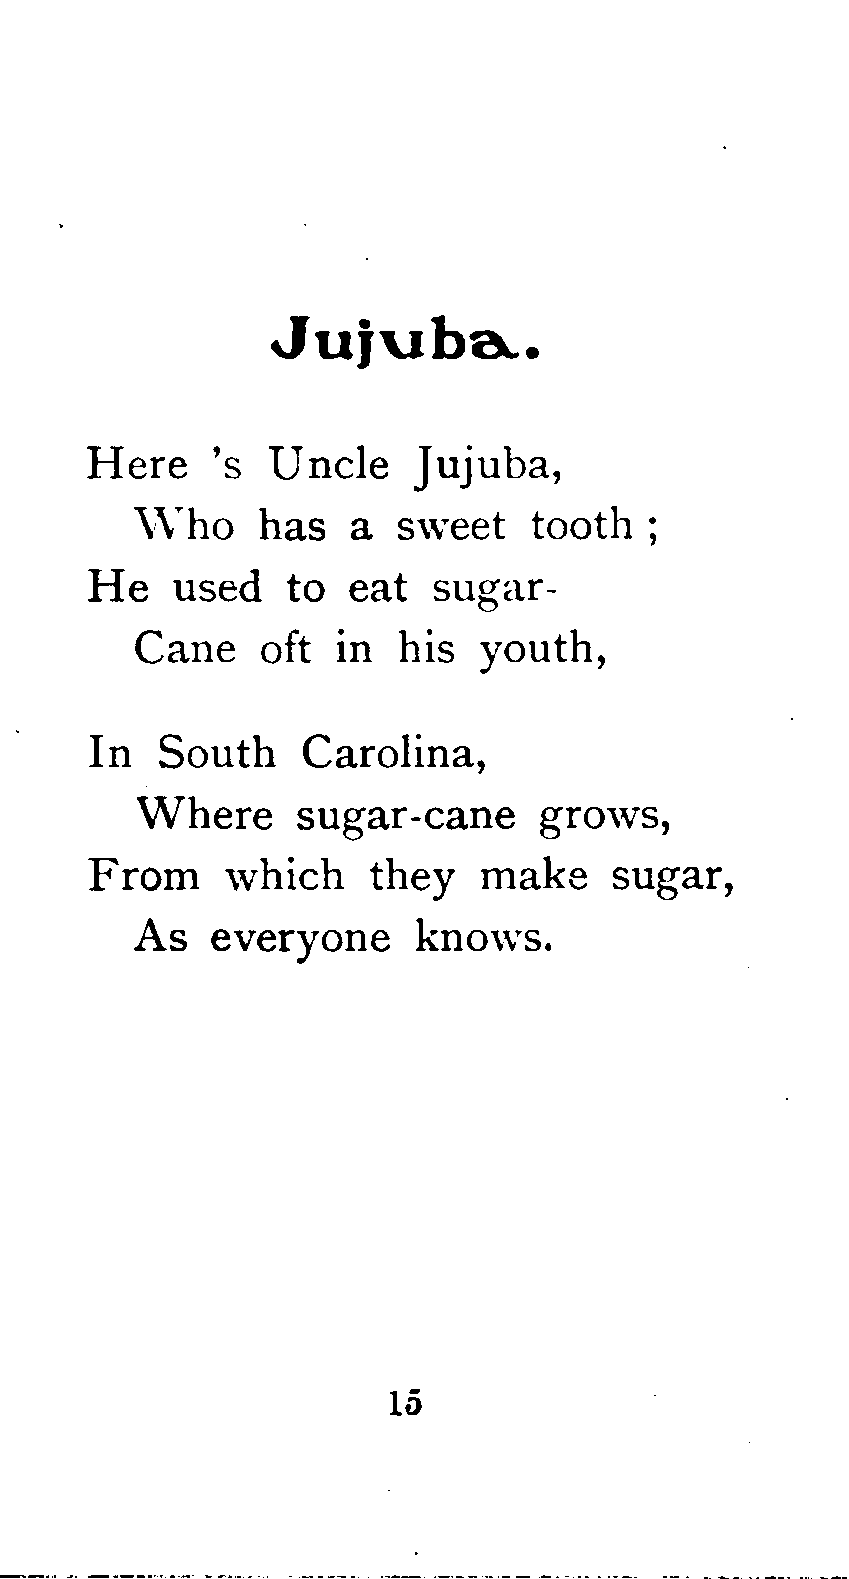 Jujuba.
Here 's Uncle Jujuba,
Who has a sweet tooth ;
He used to eat sugar-
Cane oft in his youth,
In South Carolina,
Where sugar-cane grows,
From which they make sugar,
As everyone knows.
15